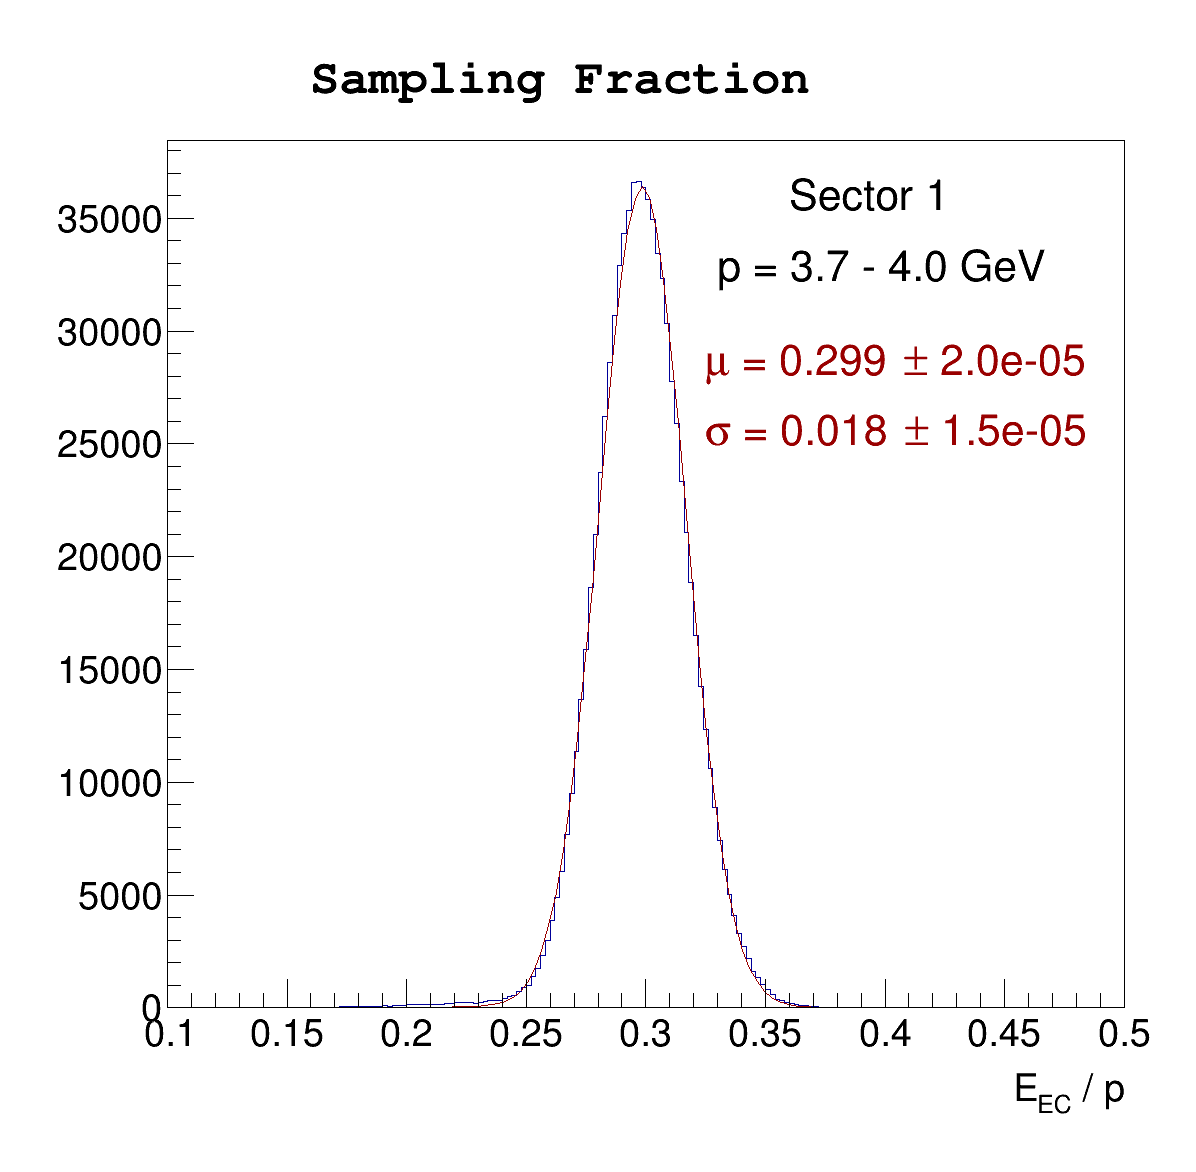 Sampling Fraction
Sector 1
p = 3.7 - 4.0 GeV
μ = 0.299 ± 2.0e-05
σ = 0.018 ± 1.5e-05
35000
30000
25000
20000
15000
10000
5000
0
0.1 0.15 0.2 0.25 0.3 0.35 0.4 0.45 0.5
E_EC / p